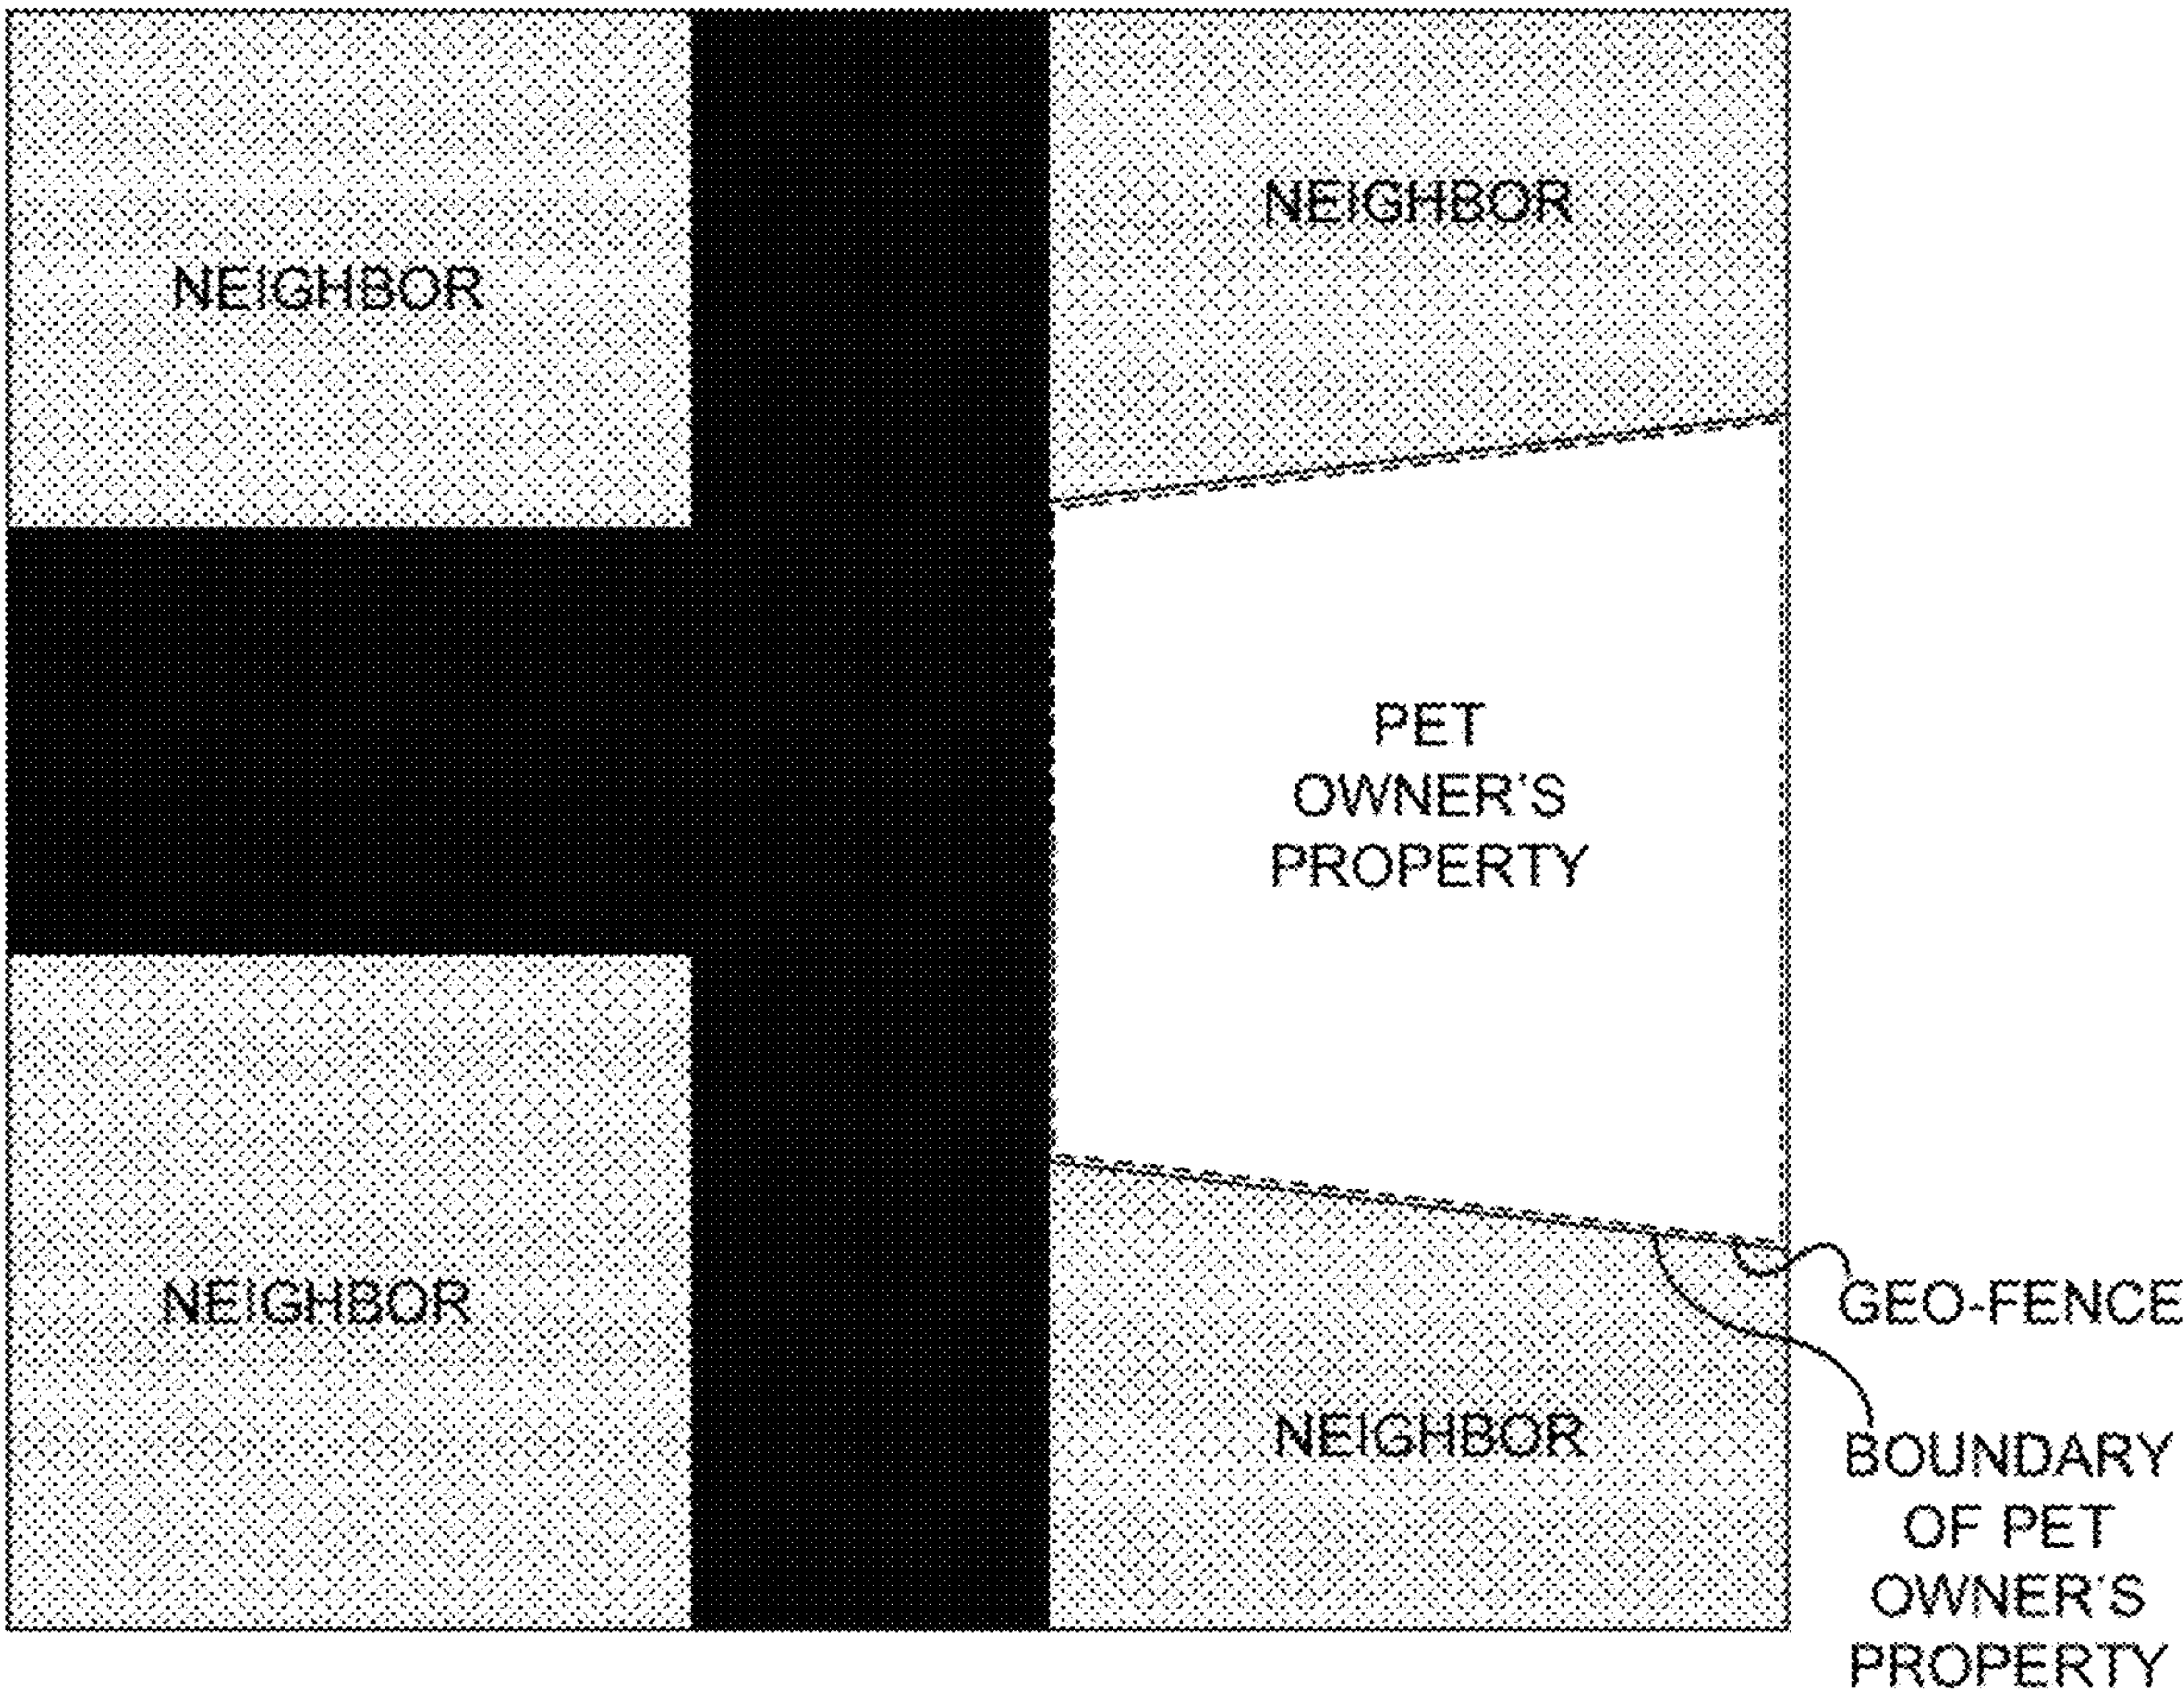 NEIGHBOR
NEIGHBOR
PET
OWNER'S
PROPERTY
NEIGHBOR
GEO-FENCE
NEIGHBOR
BOUNDARY
OF PET
OWNER'S
PROPERTY